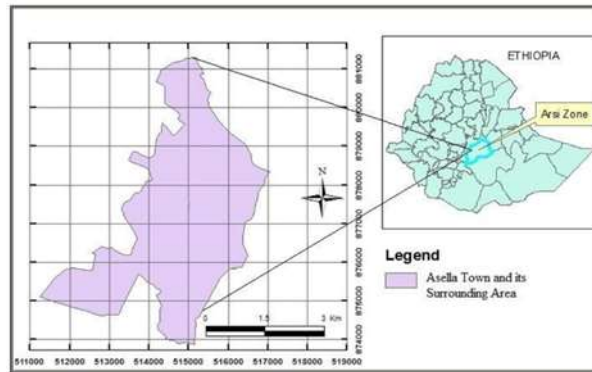 ETHIOPIA
Arsi Zone
N
Legend
Asella Town and its
Surrounding Area
0 1.5 3 Km
881000
880000
879000
878000
877000
876000
875000
874000
511000 512000 513000 514000 515000 516000 517000 518000 519000